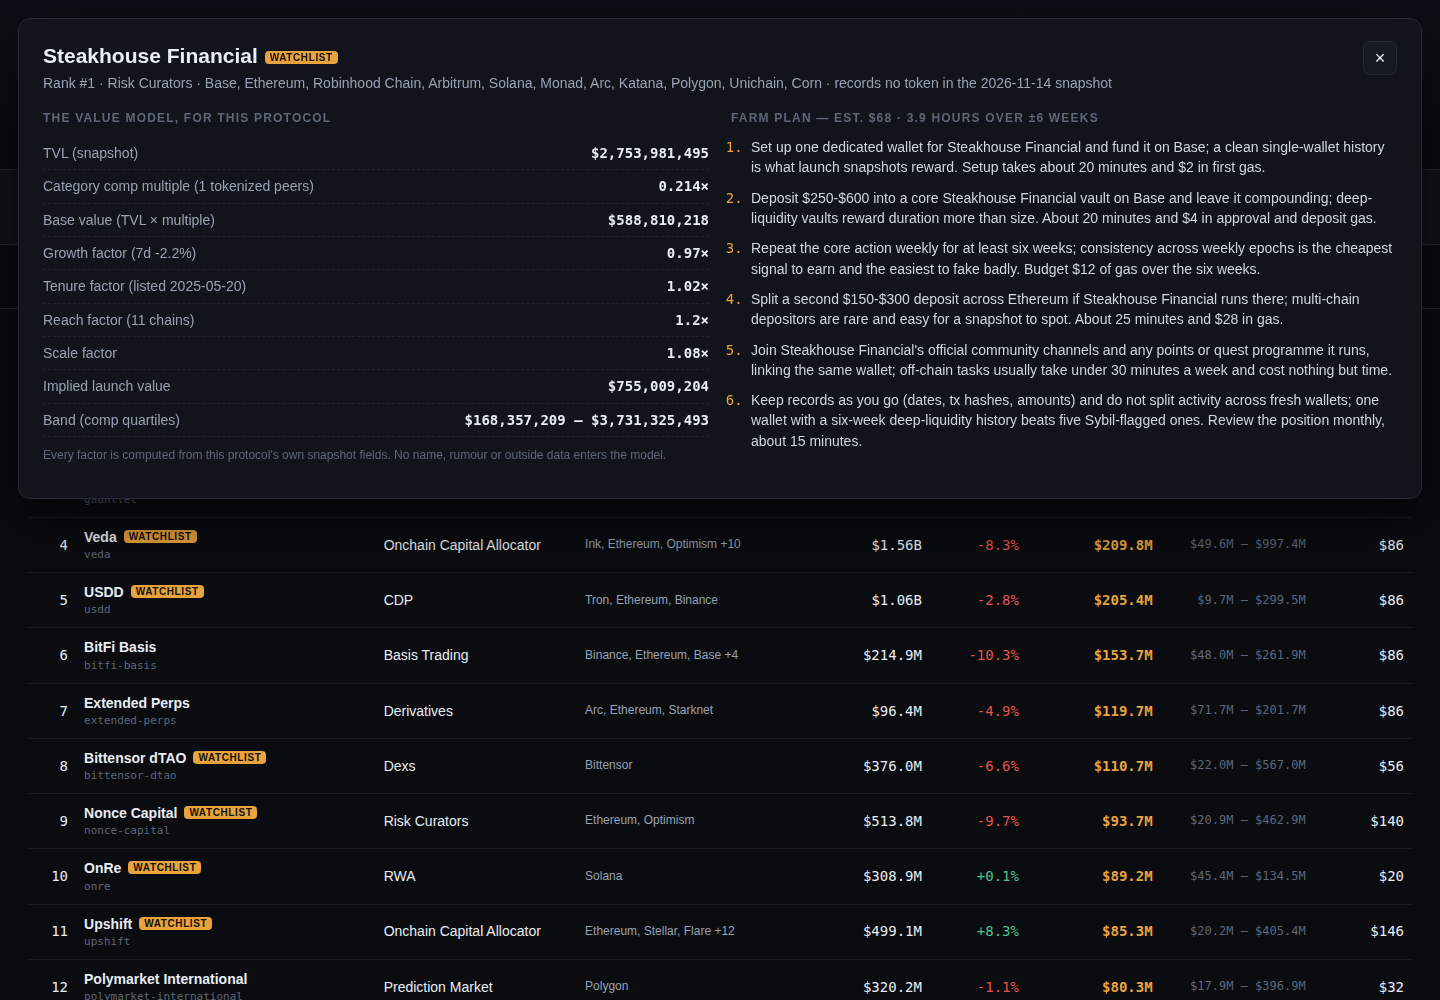 Steakhouse Financial WATCHLIST
×
Rank #1 · Risk Curators · Base, Ethereum, Robinhood Chain, Arbitrum, Solana, Monad, Arc, Katana, Polygon, Unichain, Corn · records no token in the 2026-11-14 snapshot
THE VALUE MODEL, FOR THIS PROTOCOL
TVL (snapshot) $2,753,981,495
Category comp multiple (1 tokenized peers) 0.214×
Base value (TVL × multiple) $588,810,218
Growth factor (7d -2.2%) 0.97×
Tenure factor (listed 2025-05-20) 1.02×
Reach factor (11 chains) 1.2×
Scale factor 1.08×
Implied launch value $755,009,204
Band (comp quartiles) $168,357,209 – $3,731,325,493
Every factor is computed from this protocol's own snapshot fields. No name, rumour or outside data enters the model.
FARM PLAN — EST. $68 · 3.9 HOURS OVER ±6 WEEKS
1. Set up one dedicated wallet for Steakhouse Financial and fund it on Base; a clean single-wallet history
is what launch snapshots reward. Setup takes about 20 minutes and $2 in first gas.
2. Deposit $250-$600 into a core Steakhouse Financial vault on Base and leave it compounding; deep-
liquidity vaults reward duration more than size. About 20 minutes and $4 in approval and deposit gas.
3. Repeat the core action weekly for at least six weeks; consistency across weekly epochs is the cheapest
signal to earn and the easiest to fake badly. Budget $12 of gas over the six weeks.
4. Split a second $150-$300 deposit across Ethereum if Steakhouse Financial runs there; multi-chain
depositors are rare and easy for a snapshot to spot. About 25 minutes and $28 in gas.
5. Join Steakhouse Financial's official community channels and any points or quest programme it runs,
linking the same wallet; off-chain tasks usually take under 30 minutes a week and cost nothing but time.
6. Keep records as you go (dates, tx hashes, amounts) and do not split activity across fresh wallets; one
wallet with a six-week deep-liquidity history beats five Sybil-flagged ones. Review the position monthly,
about 15 minutes.
gauntlet
4 Veda WATCHLIST Onchain Capital Allocator Ink, Ethereum, Optimism +10 $1.56B -8.3% $209.8M $49.6M – $997.4M $86
veda
5 USDD WATCHLIST CDP Tron, Ethereum, Binance $1.06B -2.8% $205.4M $9.7M – $299.5M $86
usdd
6 BitFi Basis Basis Trading Binance, Ethereum, Base +4 $214.9M -10.3% $153.7M $48.0M – $261.9M $86
bitfi-basis
7 Extended Perps Derivatives Arc, Ethereum, Starknet $96.4M -4.9% $119.7M $71.7M – $201.7M $86
extended-perps
8 Bittensor dTAO WATCHLIST Dexs Bittensor $376.0M -6.6% $110.7M $22.0M – $567.0M $56
bittensor-dtao
9 Nonce Capital WATCHLIST Risk Curators Ethereum, Optimism $513.8M -9.7% $93.7M $20.9M – $462.9M $140
nonce-capital
10 OnRe WATCHLIST RWA Solana $308.9M +0.1% $89.2M $45.4M – $134.5M $20
onre
11 Upshift WATCHLIST Onchain Capital Allocator Ethereum, Stellar, Flare +12 $499.1M +8.3% $85.3M $20.2M – $405.4M $146
upshift
12 Polymarket International Prediction Market Polygon $320.2M -1.1% $80.3M $17.9M – $396.9M $32
polymarket-international